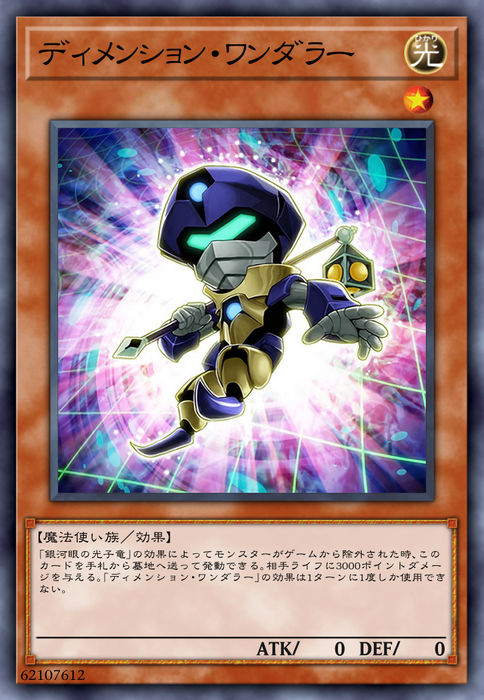 ディメンション・ワンダラー
ひかり
光
【魔法使い族／効果】
「銀河眼の光子竜」の効果によってモンスターがゲームから除外された時、この
カードを手札から墓地へ送って発動できる。相手ライフに3000ポイントダメー
ジを与える。「ディメンション・ワンダラー」の効果は1ターンに1度しか使用でき
ない。
ATK/ 0 DEF/ 0
62107612